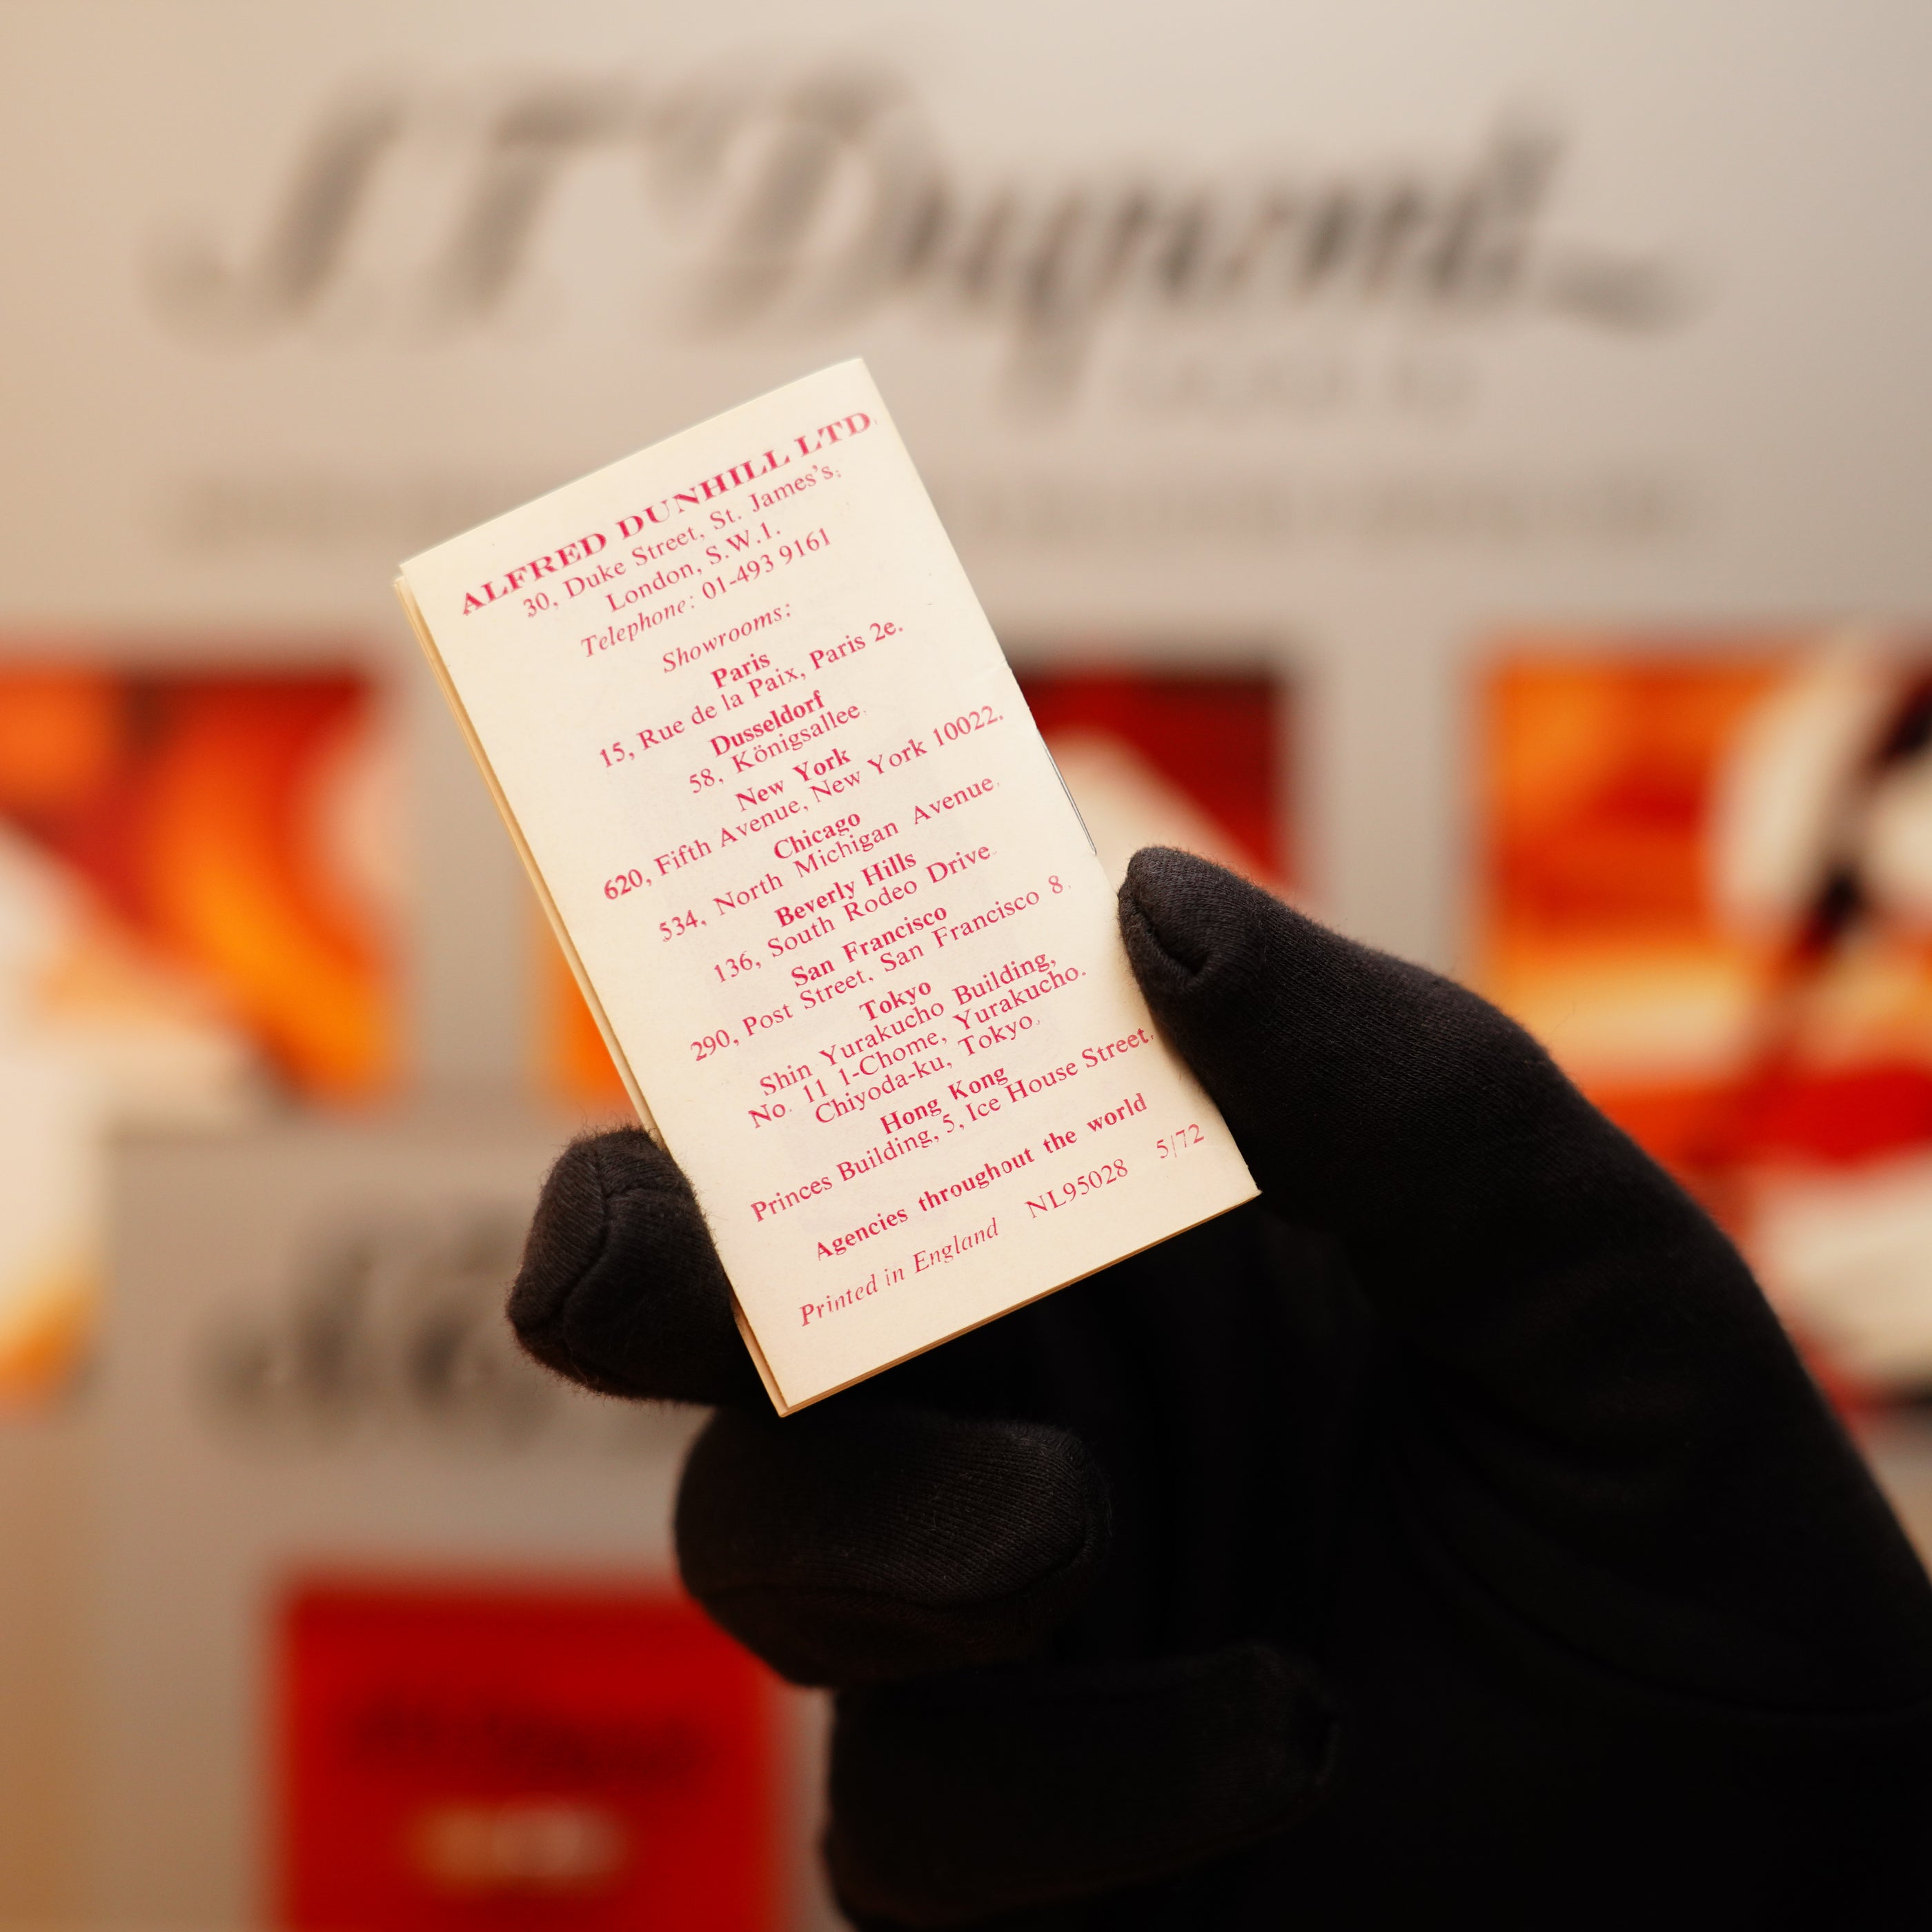 S.T. Dupont
ALFRED DUNHILL LTD.
30, Duke Street, St. James's,
London, S.W.1.
Telephone: 01-493 9161
Showrooms:
Paris
15, Rue de la Paix, Paris 2e.
Dusseldorf
58, Königsallee.
New York
620, Fifth Avenue, New York 10022.
Chicago
534, North Michigan Avenue.
Beverly Hills
136, South Rodeo Drive.
San Francisco
290, Post Street, San Francisco 8.
Tokyo
Shin Yurakucho Building,
No. 11 1-Chome, Yurakucho.
Chiyoda-ku, Tokyo.
Hong Kong
Princes Building, 5, Ice House Street.
Agencies throughout the world
Printed in England NL95028 5/72